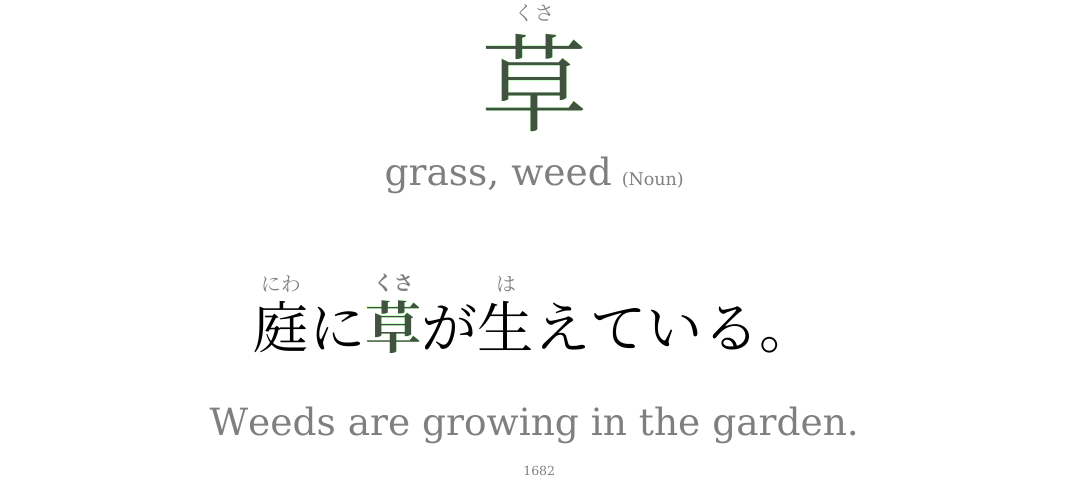 くさ
草
grass, weed (Noun)
にわ くさ は
庭に草が生えている。
Weeds are growing in the garden.
1682